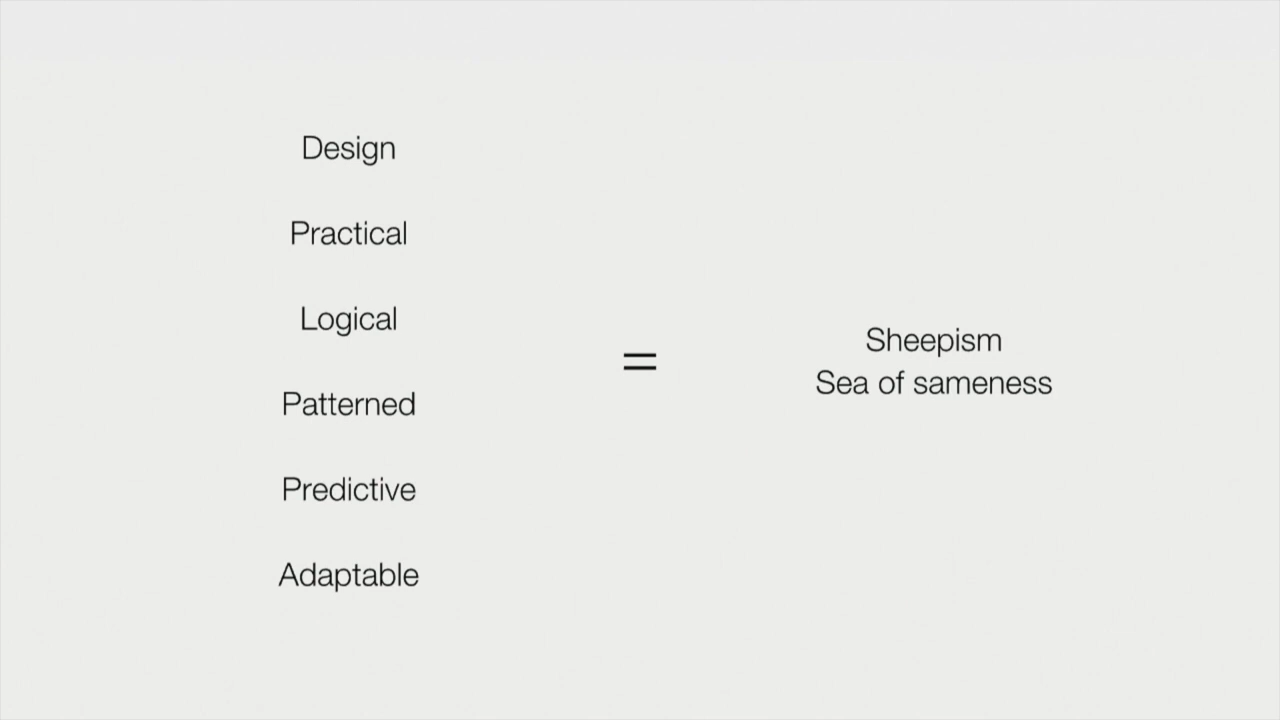 Design
Practical
Logical
Patterned
Predictive
Adaptable
=
Sheepism
Sea of sameness